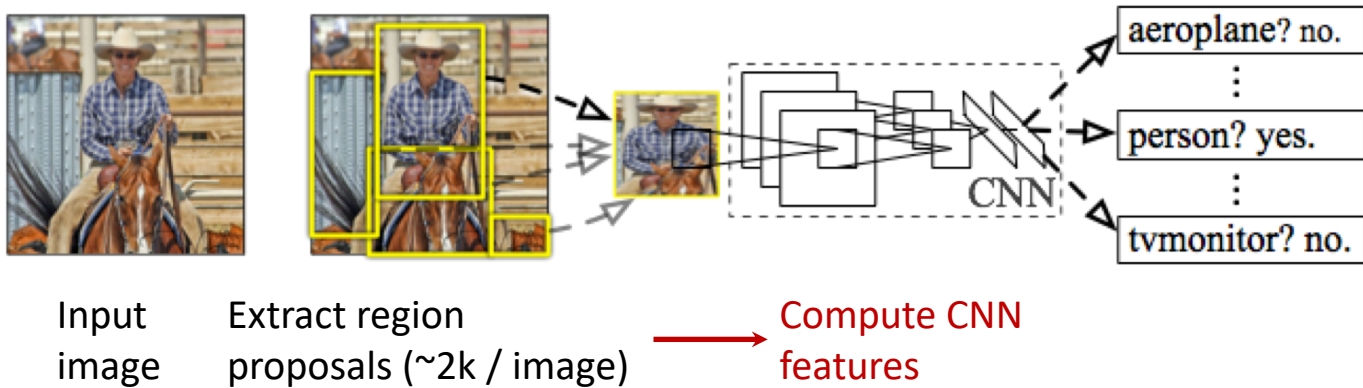 aeroplane? no.
⋮
person? yes.
⋮
tvmonitor? no.
CNN
Input
image
Extract region
proposals (~2k / image)
Compute CNN
features